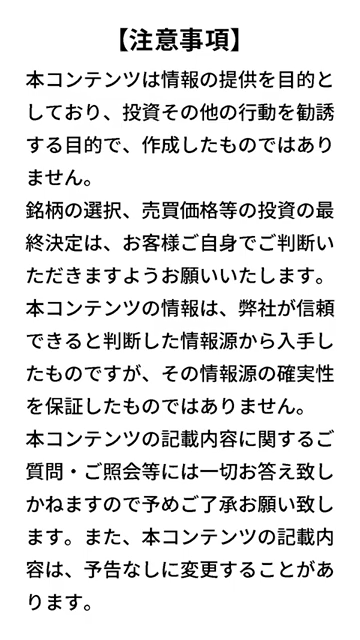 【注意事項】
本コンテンツは情報の提供を目的と
しており、投資その他の行動を勧誘
する目的で、作成したものではあり
ません。
銘柄の選択、売買価格等の投資の最
終決定は、お客様ご自身でご判断い
ただきますようお願いいたします。
本コンテンツの情報は、弊社が信頼
できると判断した情報源から入手し
たものですが、その情報源の確実性
を保証したものではありません。
本コンテンツの記載内容に関するご
質問・ご照会等には一切お答え致し
かねますので予めご了承お願い致し
ます。また、本コンテンツの記載内
容は、予告なしに変更することがあ
ります。